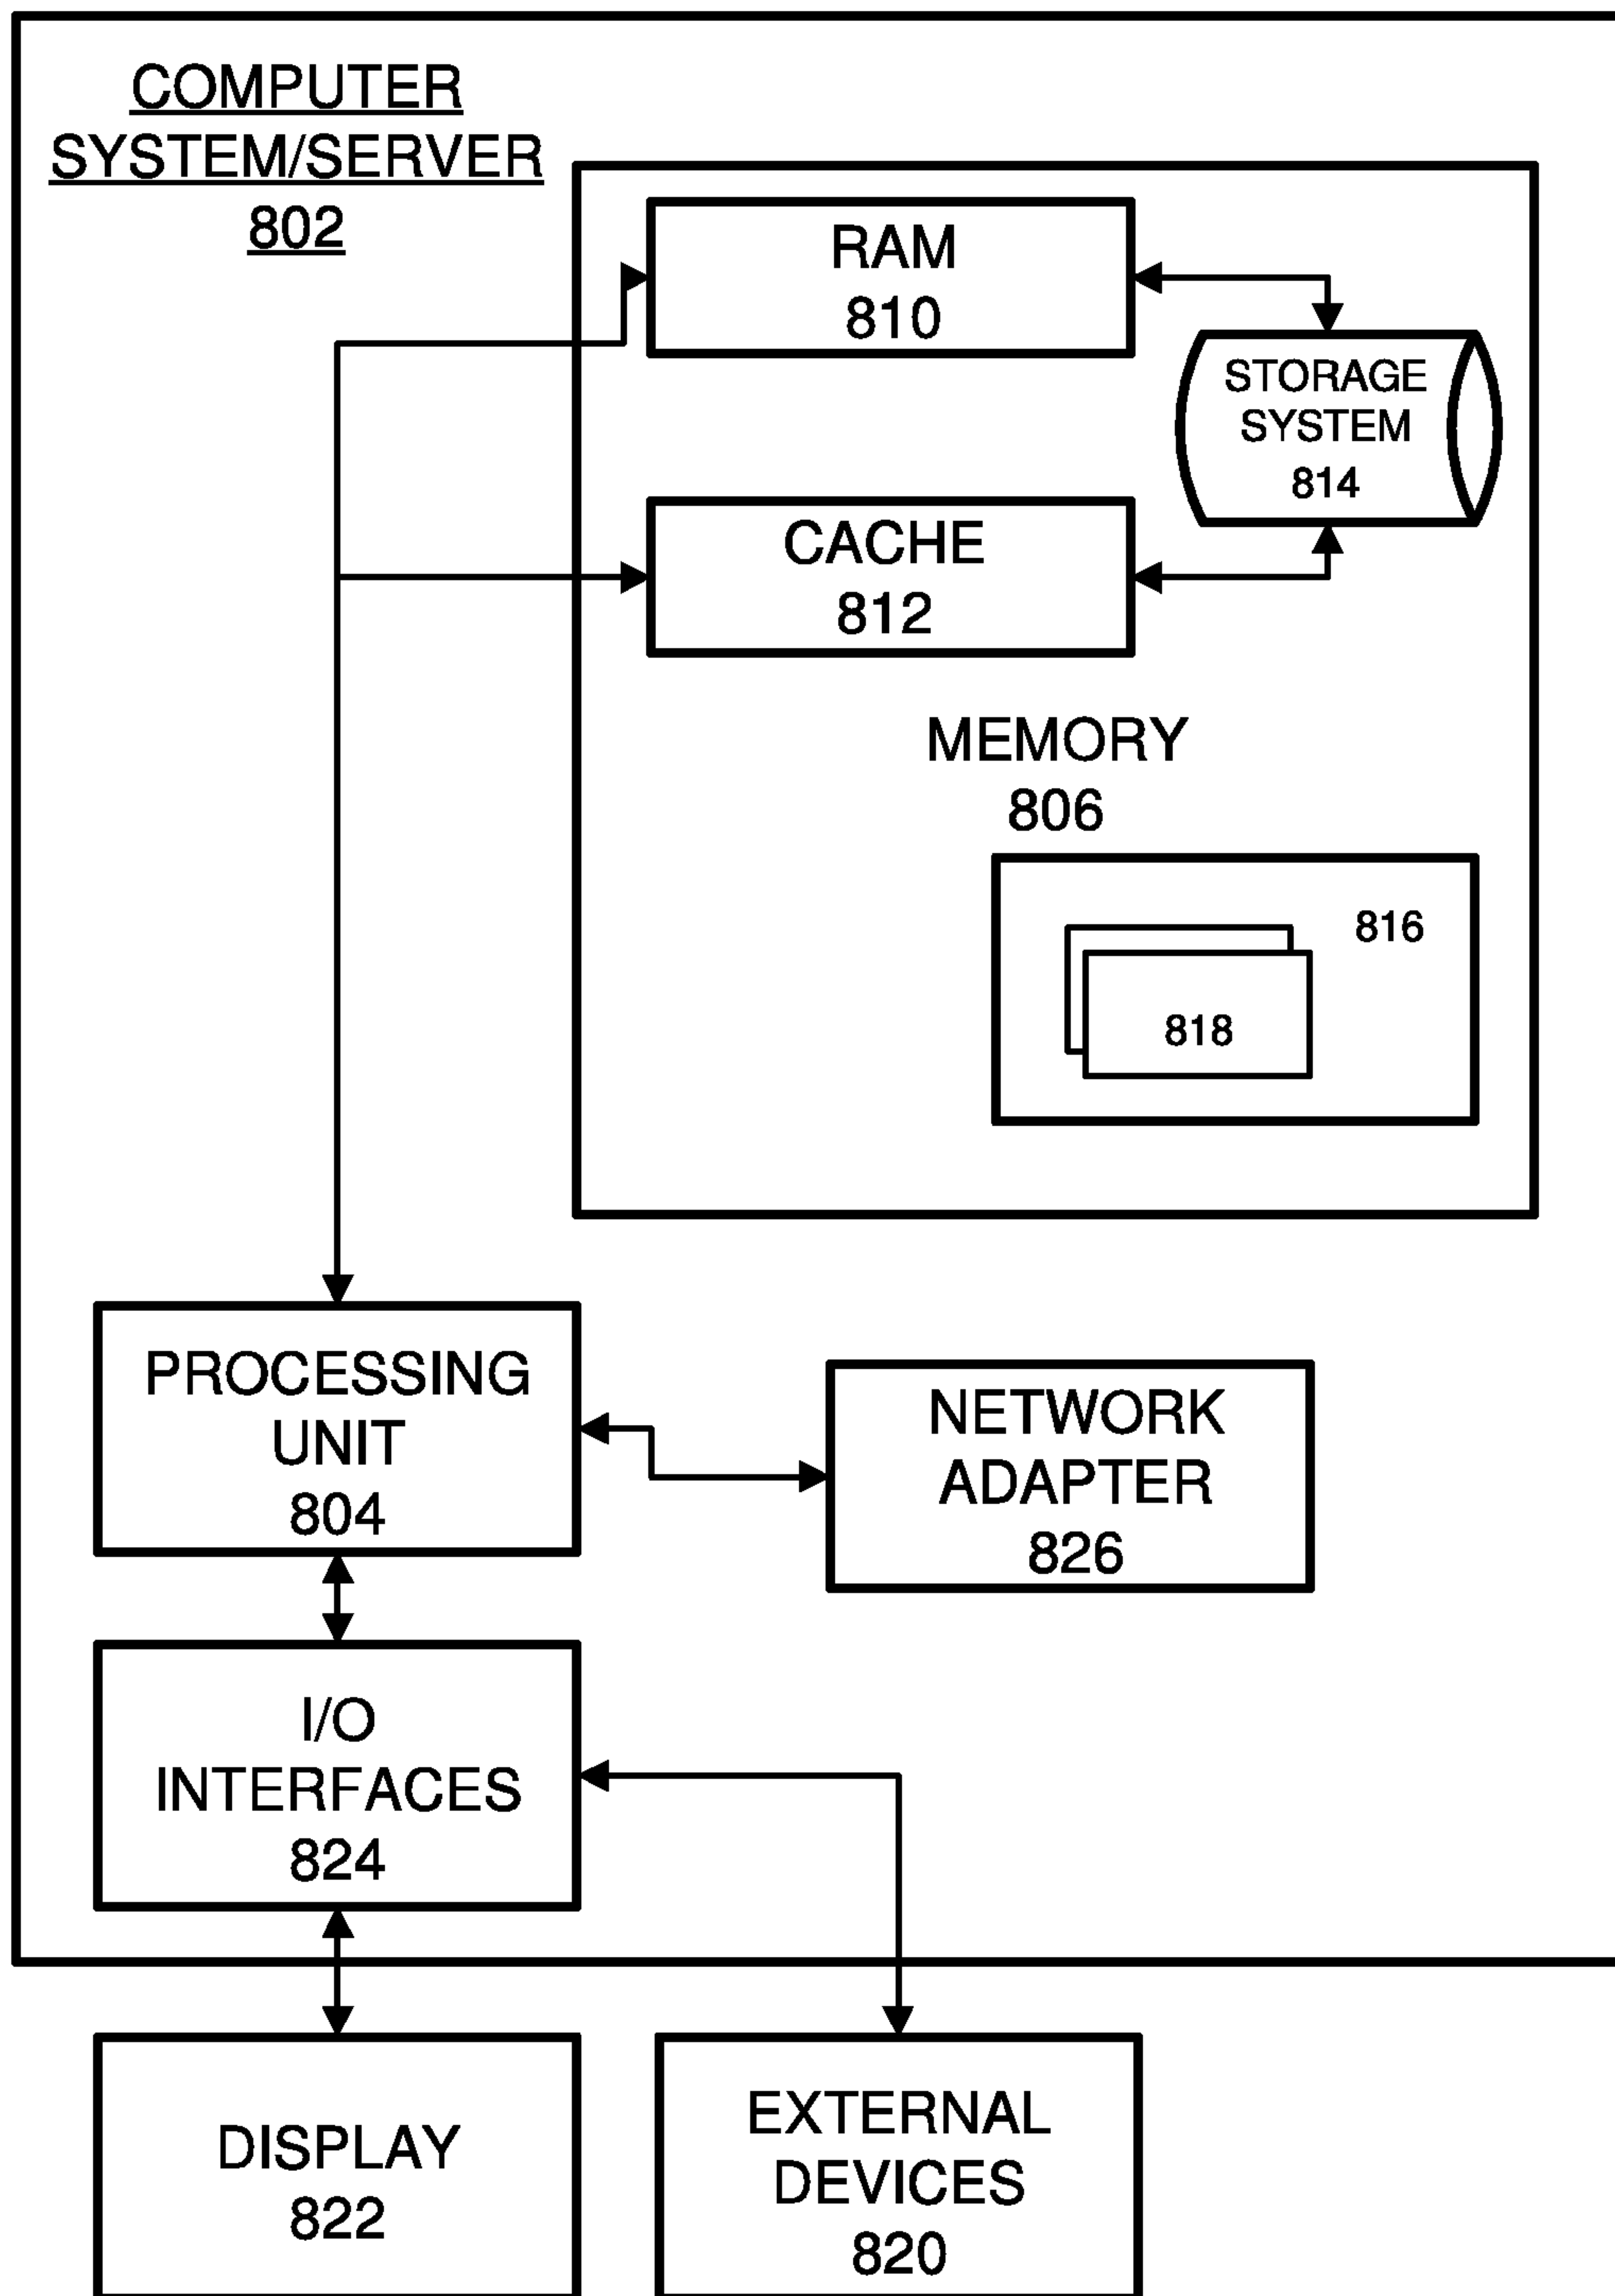 COMPUTER
SYSTEM/SERVER
802
RAM
810
STORAGE
SYSTEM
814
CACHE
812
MEMORY
806
816
818
PROCESSING
UNIT
804
NETWORK
ADAPTER
826
I/O
INTERFACES
824
DISPLAY
822
EXTERNAL
DEVICES
820